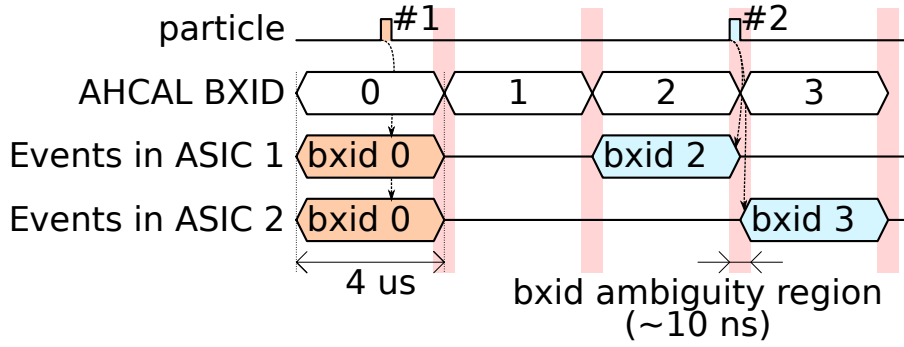 particle #1 #2
AHCAL BXID 0 1 2 3
Events in ASIC 1 bxid 0 bxid 2
Events in ASIC 2 bxid 0 bxid 3
4 us
bxid ambiguity region
(~10 ns)